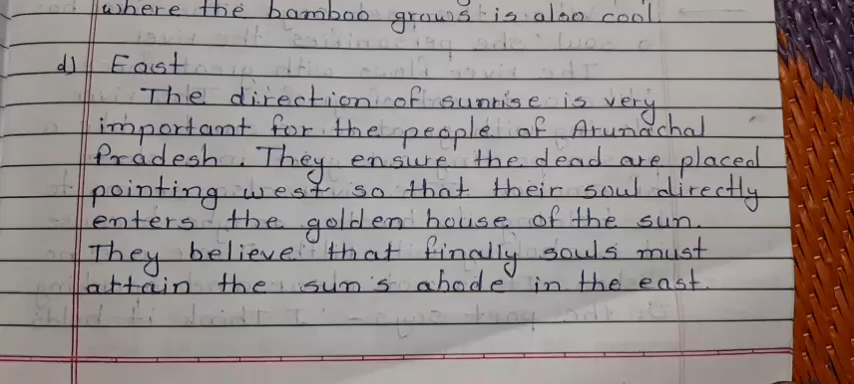 where the bamboo grows is also cool.
d) East
The direction of sunrise is very
important for the people of Arunachal
Pradesh. They ensure the dead are placed
pointing west so that their soul directly
enters the golden house of the sun.
They believe that finally souls must
attain the sun's abode in the east.